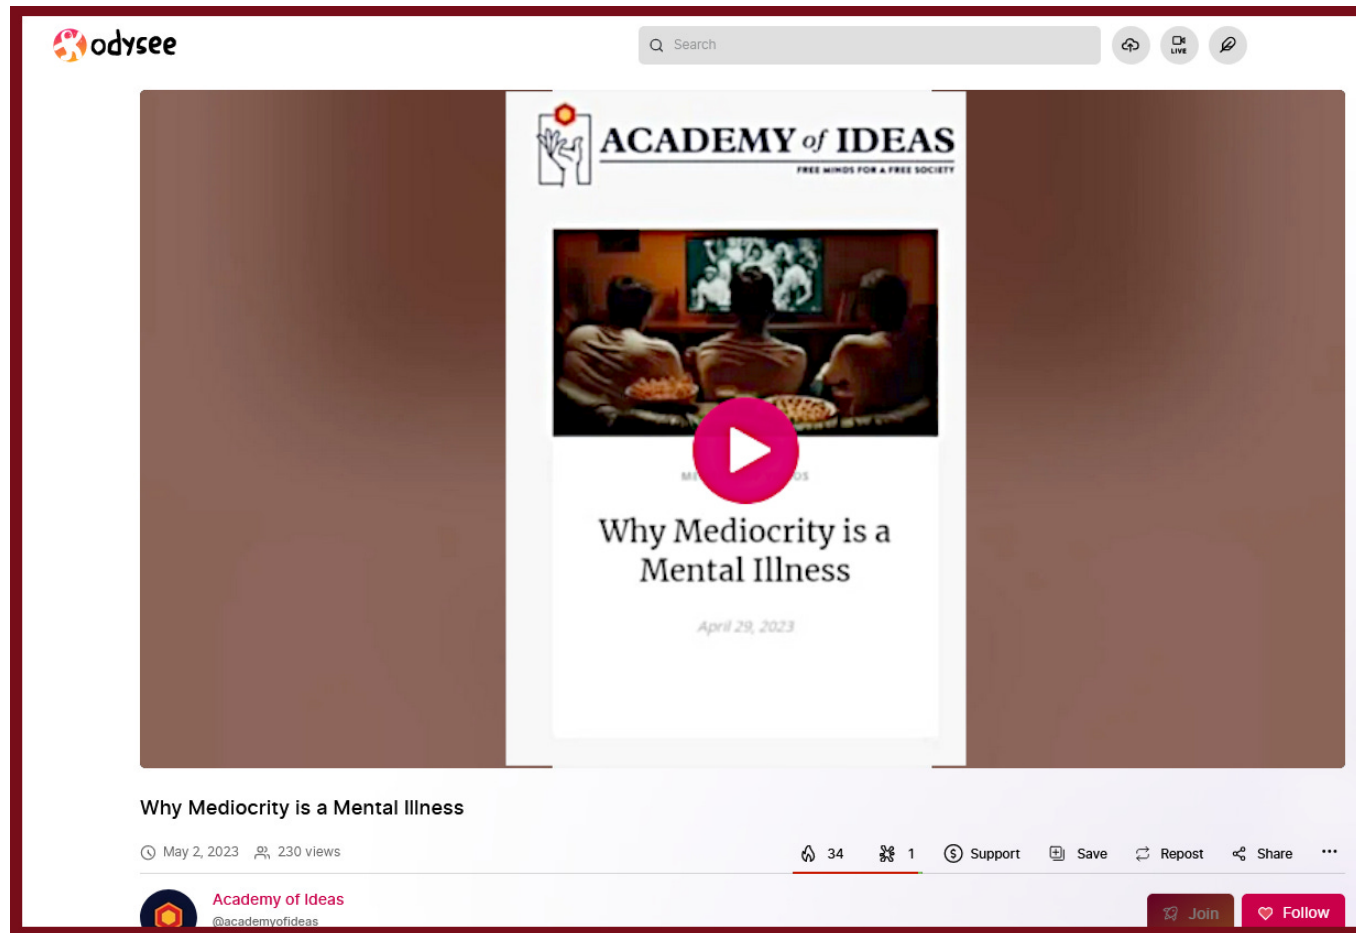 odysee
Search
LIVE
ACADEMY of IDEAS
FREE MINDS FOR A FREE SOCIETY
Why Mediocrity is a
Mental Illness
April 29, 2023
Why Mediocrity is a Mental Illness
May 2, 2023 230 views
34 1 Support Save Repost Share ...
Academy of Ideas
@academyofideas
Join Follow